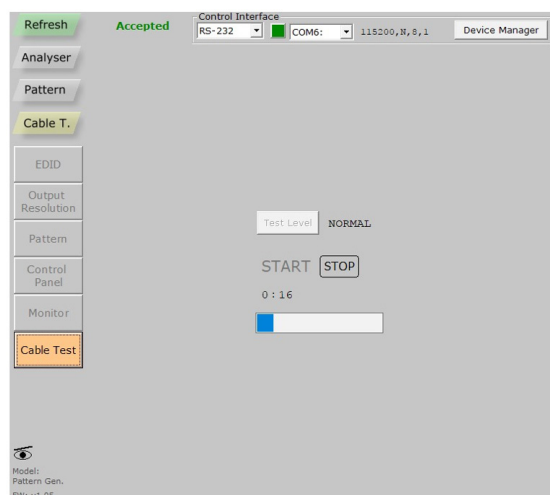 Refresh
Accepted
Control Interface
RS-232
COM6:
115200,N,8,1
Device Manager
Analyser
Pattern
Cable T.
EDID
Output
Resolution
Test Level
NORMAL
Pattern
START
STOP
Control
Panel
0:16
Monitor
Cable Test
Model:
Pattern Gen.